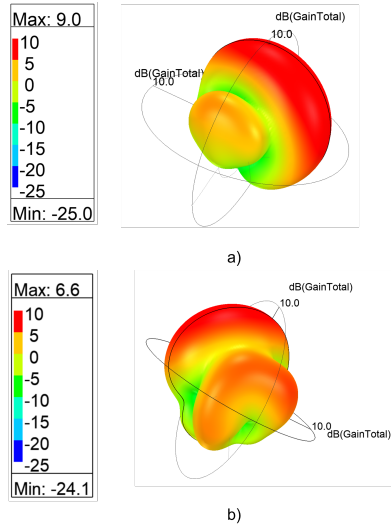 Max: 9.0
10
5
0
-5
-10
-15
-20
-25
Min: -25.0
dB(GainTotal)
10.0
dB(GainTotal)
10.0
a)
Max: 6.6
10
5
0
-5
-10
-15
-20
-25
Min: -24.1
dB(GainTotal)
10.0
10.0
dB(GainTotal)
b)